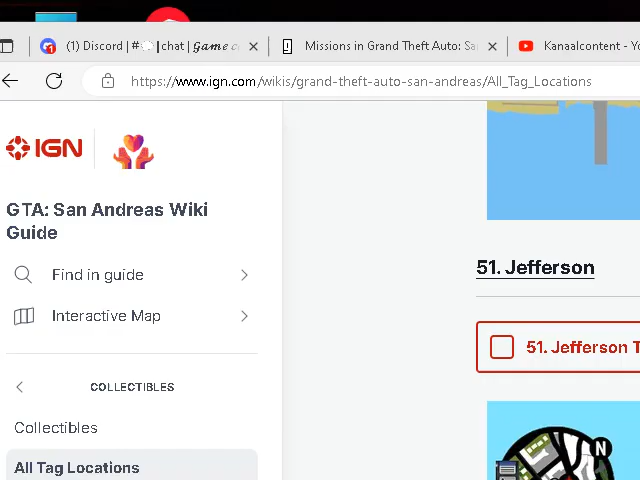 (1) Discord | # |chat | Game c
Missions in Grand Theft Auto: Sa
Kanaalcontent - Yo
https://www.ign.com/wikis/grand-theft-auto-san-andreas/All_Tag_Locations
IGN
GTA: San Andreas Wiki
Guide
Find in guide
Interactive Map
COLLECTIBLES
Collectibles
All Tag Locations
51. Jefferson
51. Jefferson T
N